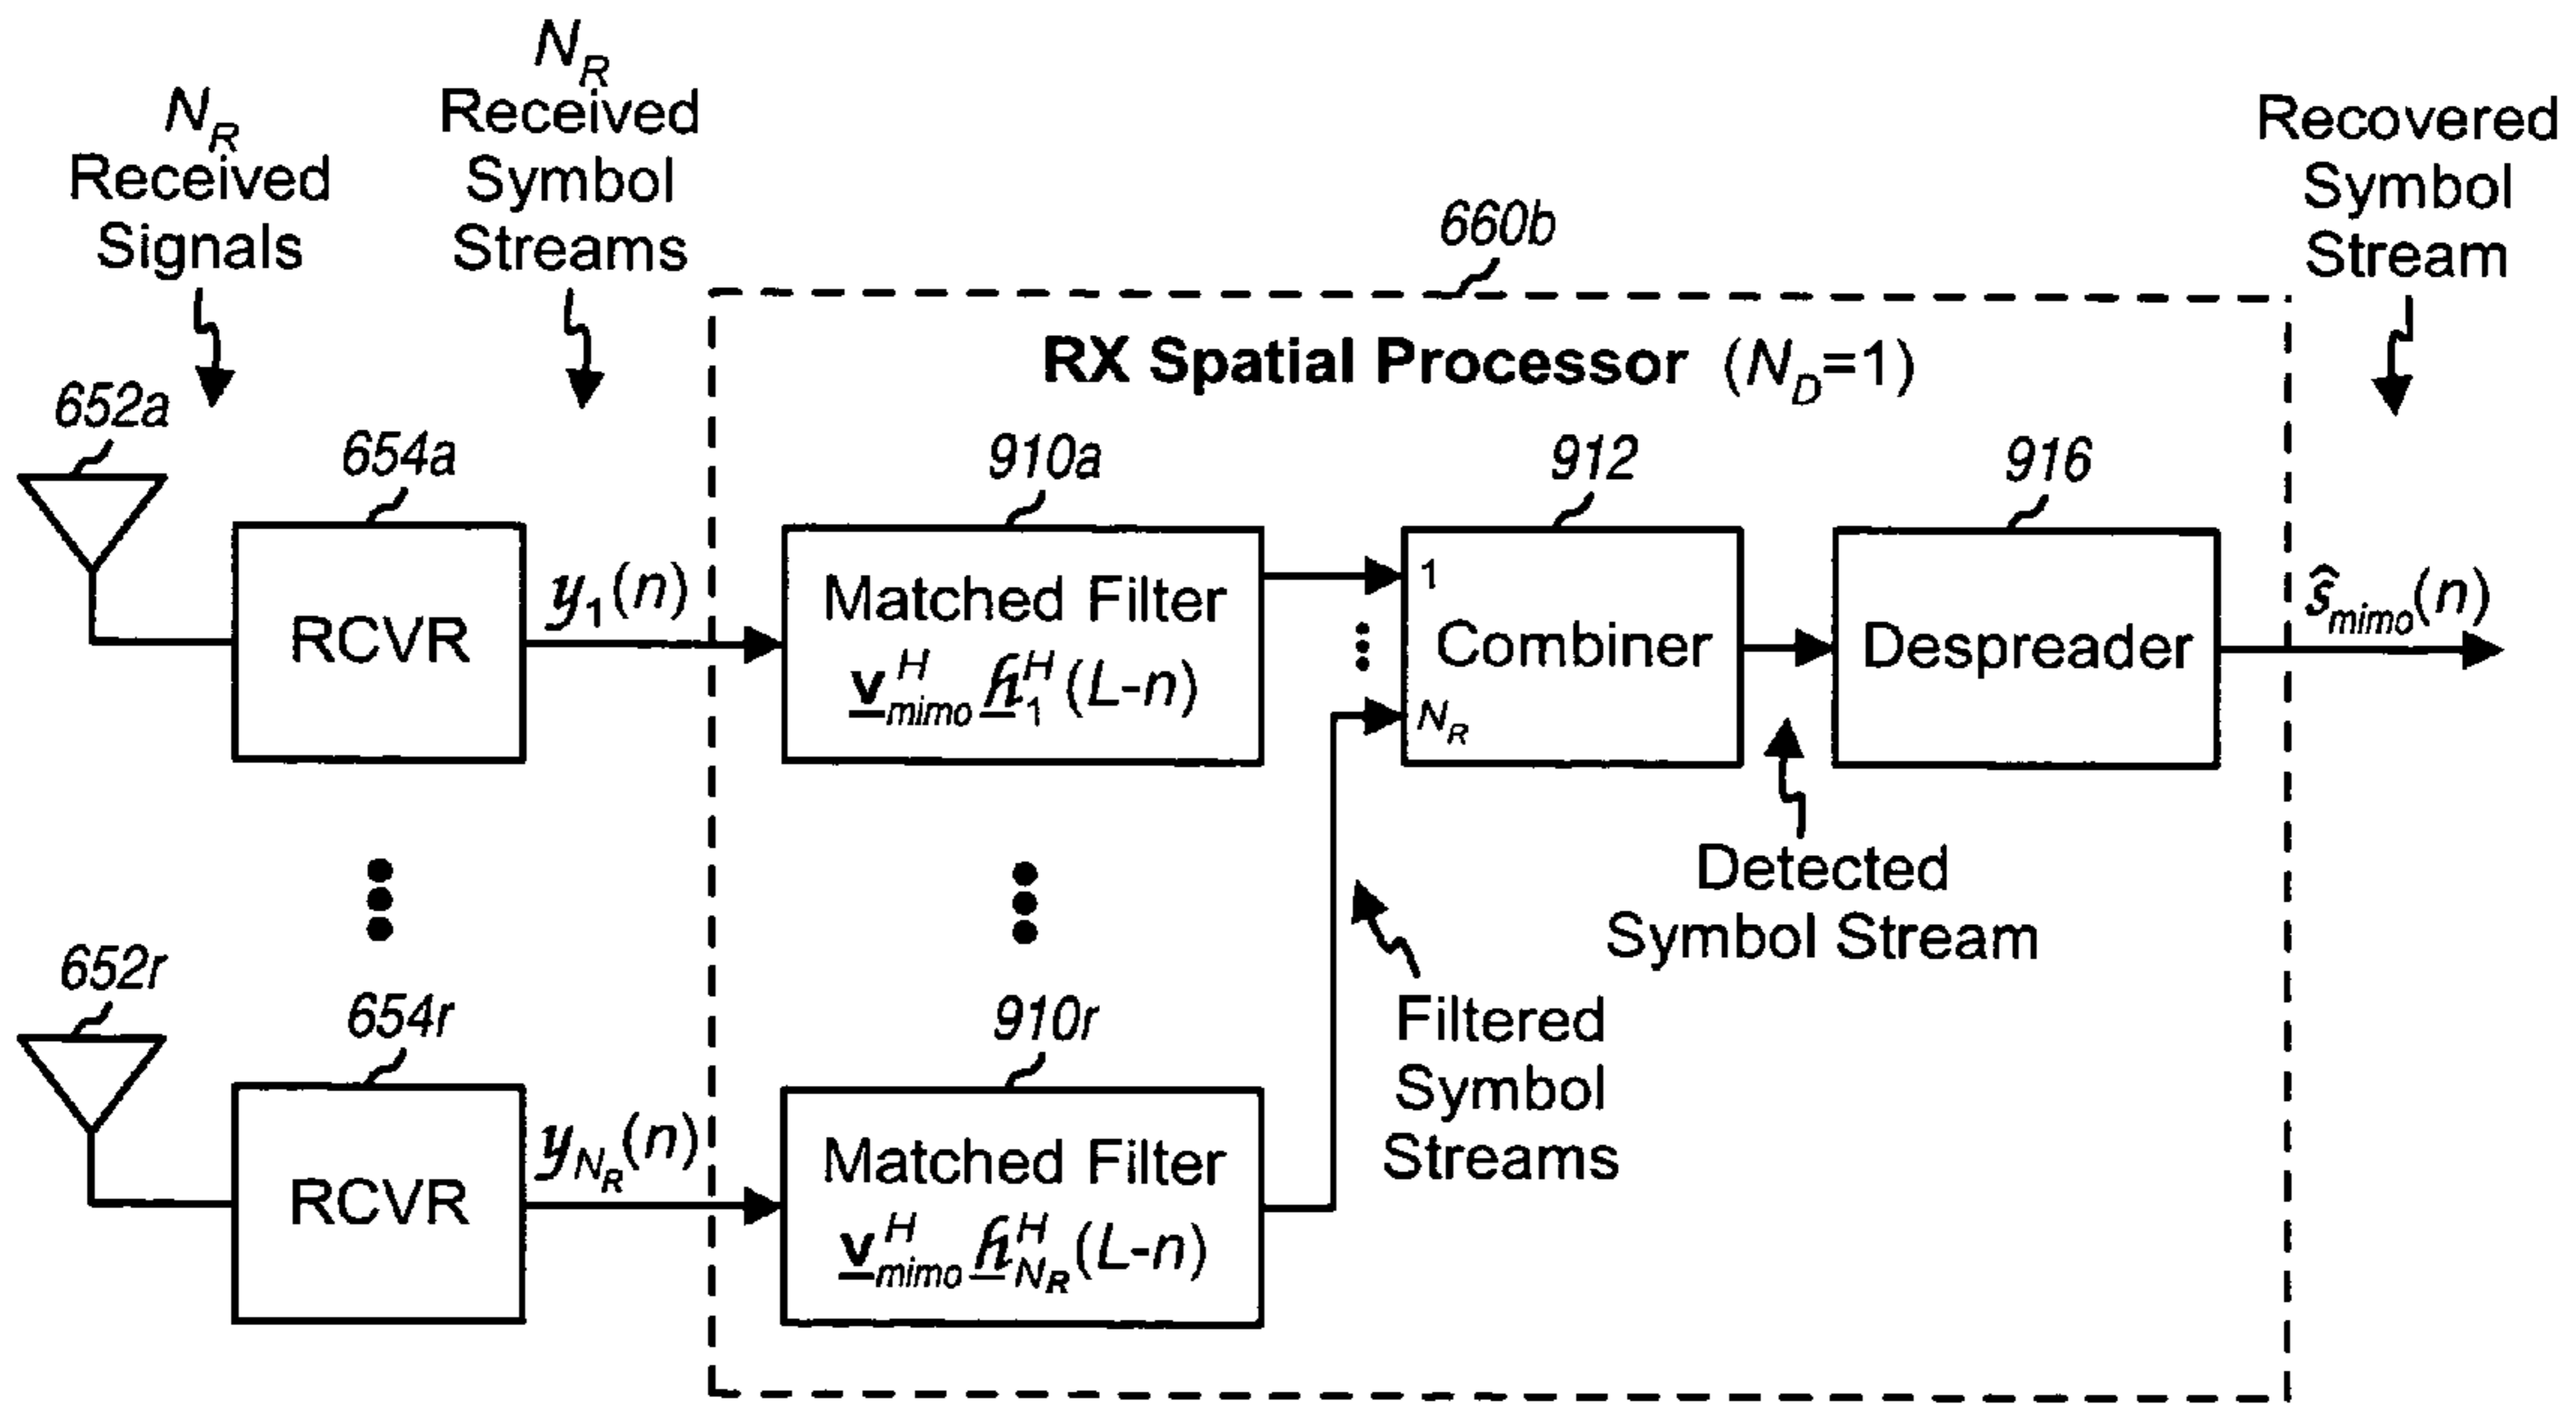 N_R
Received
Signals
N_R
Received
Symbol
Streams
Recovered
Symbol
Stream
660b
RX Spatial Processor (N_D=1)
652a
654a
910a
912
916
RCVR
y_1(n)
Matched Filter
v_mimo^H h_1^H(L-n)
1
N_R
Combiner
Despreader
ŝ_mimo(n)
Detected
Symbol Stream
652r
654r
910r
Filtered
Symbol
Streams
RCVR
y_N_R(n)
Matched Filter
v_mimo^H h_N_R^H(L-n)